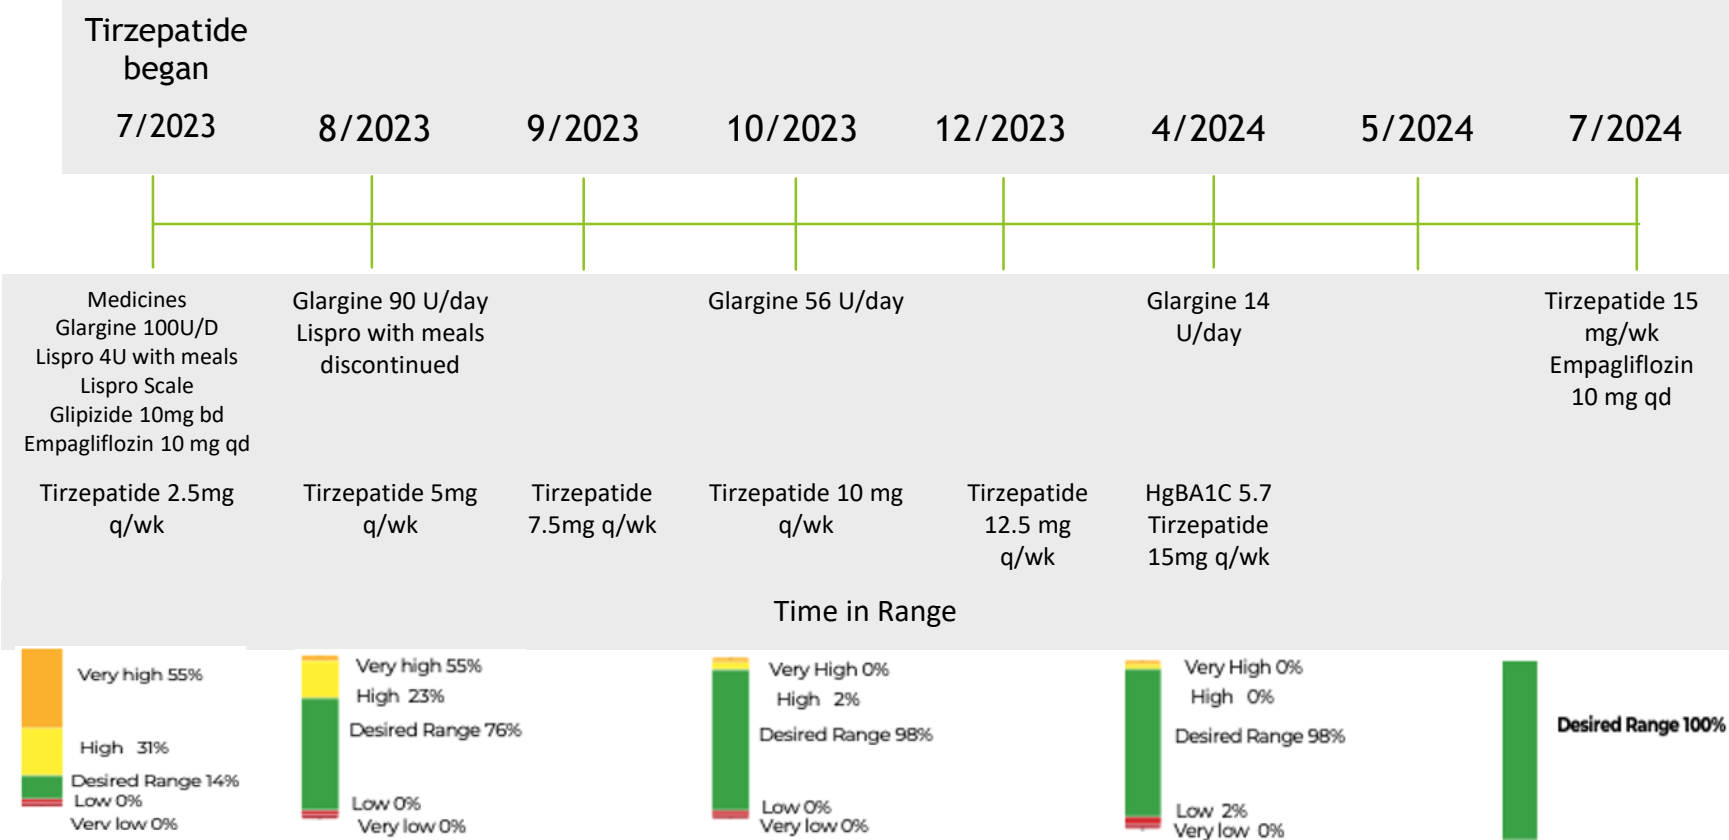 Tirzepatide
began
7/2023
8/2023
9/2023
10/2023
12/2023
4/2024
5/2024
7/2024
Medicines
Glargine 100U/D
Lispro 4U with meals
Lispro Scale
Glipizide 10mg bd
Empagliflozin 10 mg qd
Glargine 90 U/day
Lispro with meals
discontinued
Glargine 56 U/day
Glargine 14
U/day
Tirzepatide 15
mg/wk
Empagliflozin
10 mg qd
Tirzepatide 2.5mg
q/wk
Tirzepatide 5mg
q/wk
Tirzepatide
7.5mg q/wk
Tirzepatide 10 mg
q/wk
Tirzepatide
12.5 mg
q/wk
HgBA1C 5.7
Tirzepatide
15mg q/wk
Time in Range
Very high 55%
High 31%
Desired Range 14%
Low 0%
Very low 0%
Very high 55%
High 23%
Desired Range 76%
Low 0%
Very low 0%
Very High 0%
High 2%
Desired Range 98%
Low 0%
Very low 0%
Very High 0%
High 0%
Desired Range 98%
Low 2%
Very low 0%
Desired Range 100%